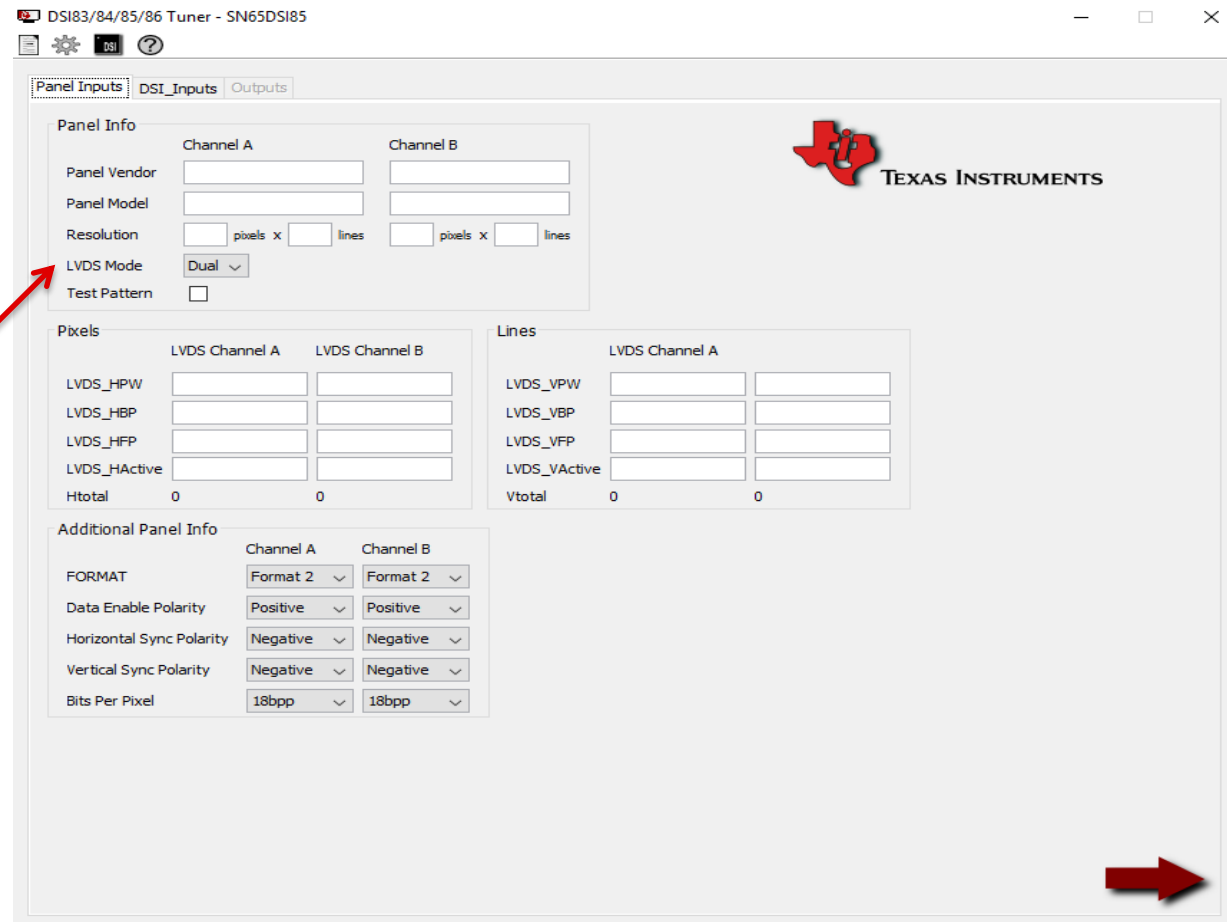 DSI83/84/85/86 Tuner - SN65DSI85
DSI
Panel Inputs DSI_Inputs Outputs
Panel Info
Channel A Channel B
Panel Vendor
Panel Model
Resolution pixels x lines pixels x lines
LVDS Mode Dual
Test Pattern
TEXAS INSTRUMENTS
Pixels
LVDS Channel A LVDS Channel B
LVDS_HPW
LVDS_HBP
LVDS_HFP
LVDS_HActive
Htotal 0 0
Lines
LVDS Channel A
LVDS_VPW
LVDS_VBP
LVDS_VFP
LVDS_VActive
Vtotal 0 0
Additional Panel Info
Channel A Channel B
FORMAT Format 2 Format 2
Data Enable Polarity Positive Positive
Horizontal Sync Polarity Negative Negative
Vertical Sync Polarity Negative Negative
Bits Per Pixel 18bpp 18bpp